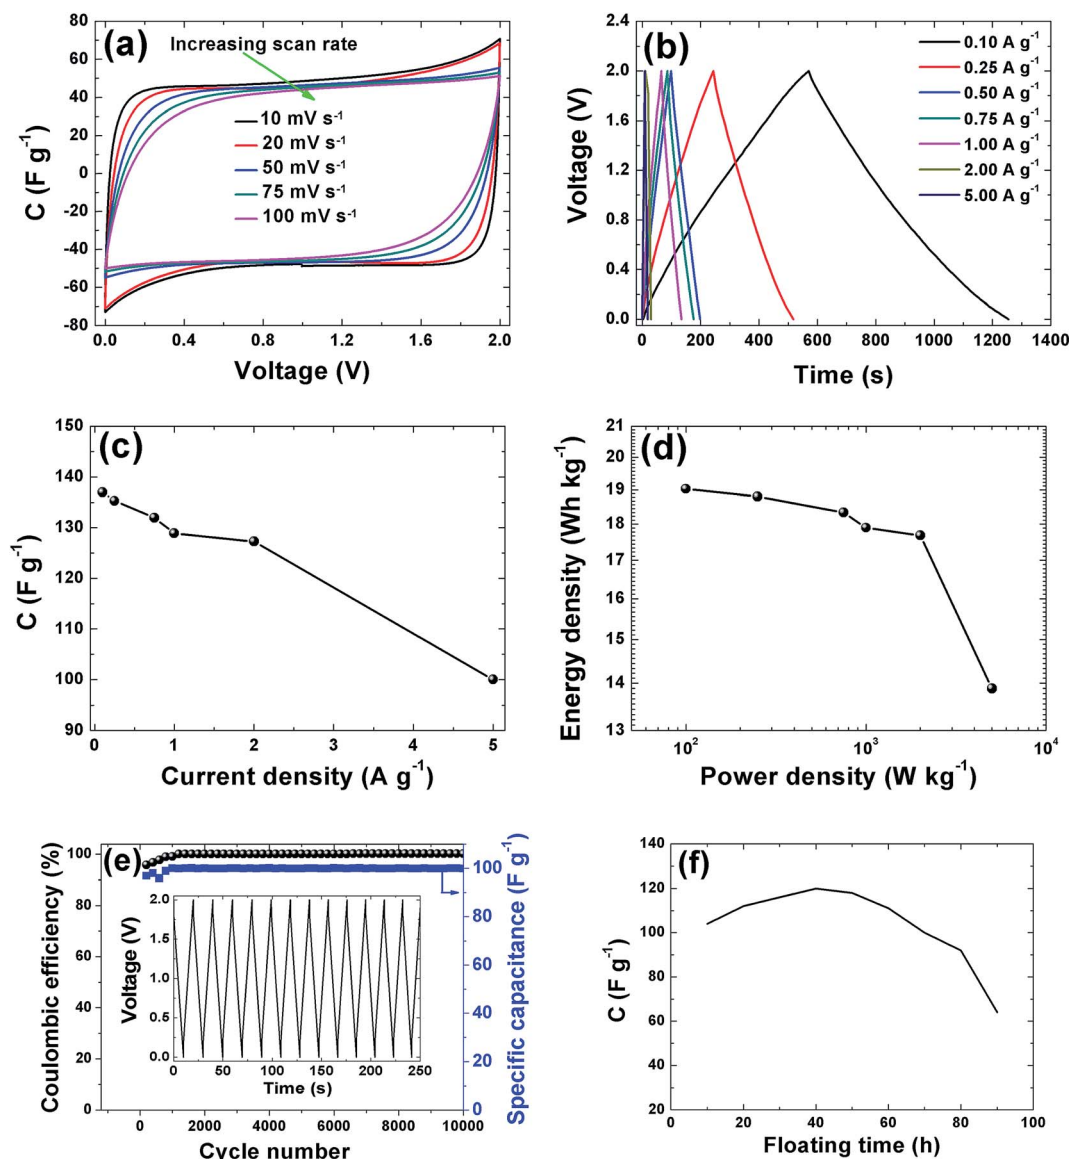 (a)
Increasing scan rate
10 mV s⁻¹
20 mV s⁻¹
50 mV s⁻¹
75 mV s⁻¹
100 mV s⁻¹
80
60
40
20
0
-20
-40
-60
-80
C (F g⁻¹)
0.0 0.4 0.8 1.2 1.6 2.0
Voltage (V)
(b)
0.10 A g⁻¹
0.25 A g⁻¹
0.50 A g⁻¹
0.75 A g⁻¹
1.00 A g⁻¹
2.00 A g⁻¹
5.00 A g⁻¹
2.4
2.0
1.6
1.2
0.8
0.4
0.0
Voltage (V)
0 200 400 600 800 1000 1200 1400
Time (s)
(c)
150
140
130
120
110
100
90
C (F g⁻¹)
0 1 2 3 4 5
Current density (A g⁻¹)
(d)
21
20
19
18
17
16
15
14
13
Energy density (Wh kg⁻¹)
10² 10³ 10⁴
Power density (W kg⁻¹)
(e)
100
80
60
40
20
0
Coulombic efficiency (%)
100
80
60
40
20
0
Specific capacitance (F g⁻¹)
2.0
1.5
1.0
0.5
0.0
Voltage (V)
0 50 100 150 200 250
Time (s)
0 2000 4000 6000 8000 10000
Cycle number
(f)
140
120
100
80
60
40
20
C (F g⁻¹)
0 20 40 60 80 100
Floating time (h)